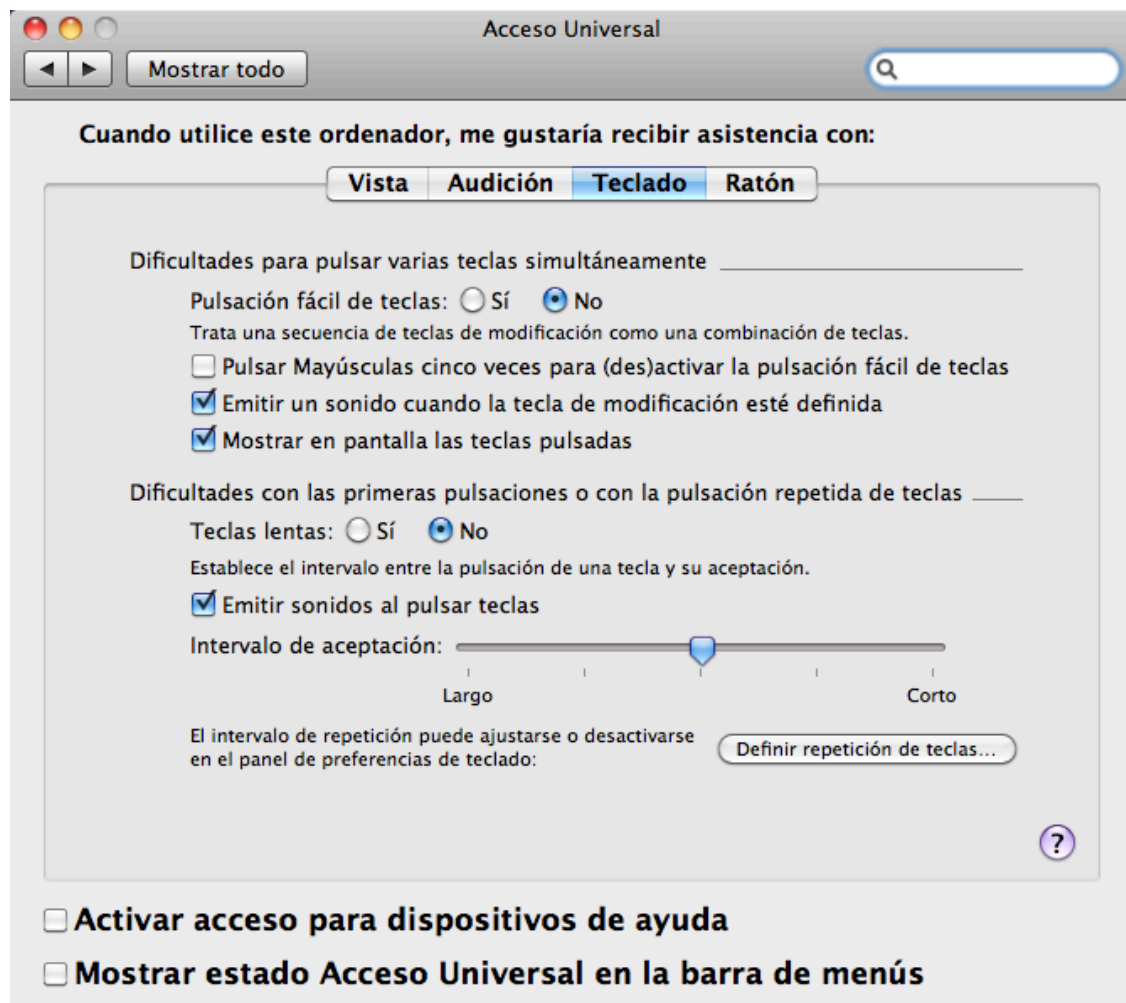 Acceso Universal
Mostrar todo
Cuando utilice este ordenador, me gustaría recibir asistencia con:
Vista Audición Teclado Ratón
Dificultades para pulsar varias teclas simultáneamente
Pulsación fácil de teclas: Sí No
Trata una secuencia de teclas de modificación como una combinación de teclas.
Pulsar Mayúsculas cinco veces para (des)activar la pulsación fácil de teclas
Emitir un sonido cuando la tecla de modificación esté definida
Mostrar en pantalla las teclas pulsadas
Dificultades con las primeras pulsaciones o con la pulsación repetida de teclas
Teclas lentas: Sí No
Establece el intervalo entre la pulsación de una tecla y su aceptación.
Emitir sonidos al pulsar teclas
Intervalo de aceptación:
Largo Corto
El intervalo de repetición puede ajustarse o desactivarse
en el panel de preferencias de teclado:
Definir repetición de teclas...
?
Activar acceso para dispositivos de ayuda
Mostrar estado Acceso Universal en la barra de menús